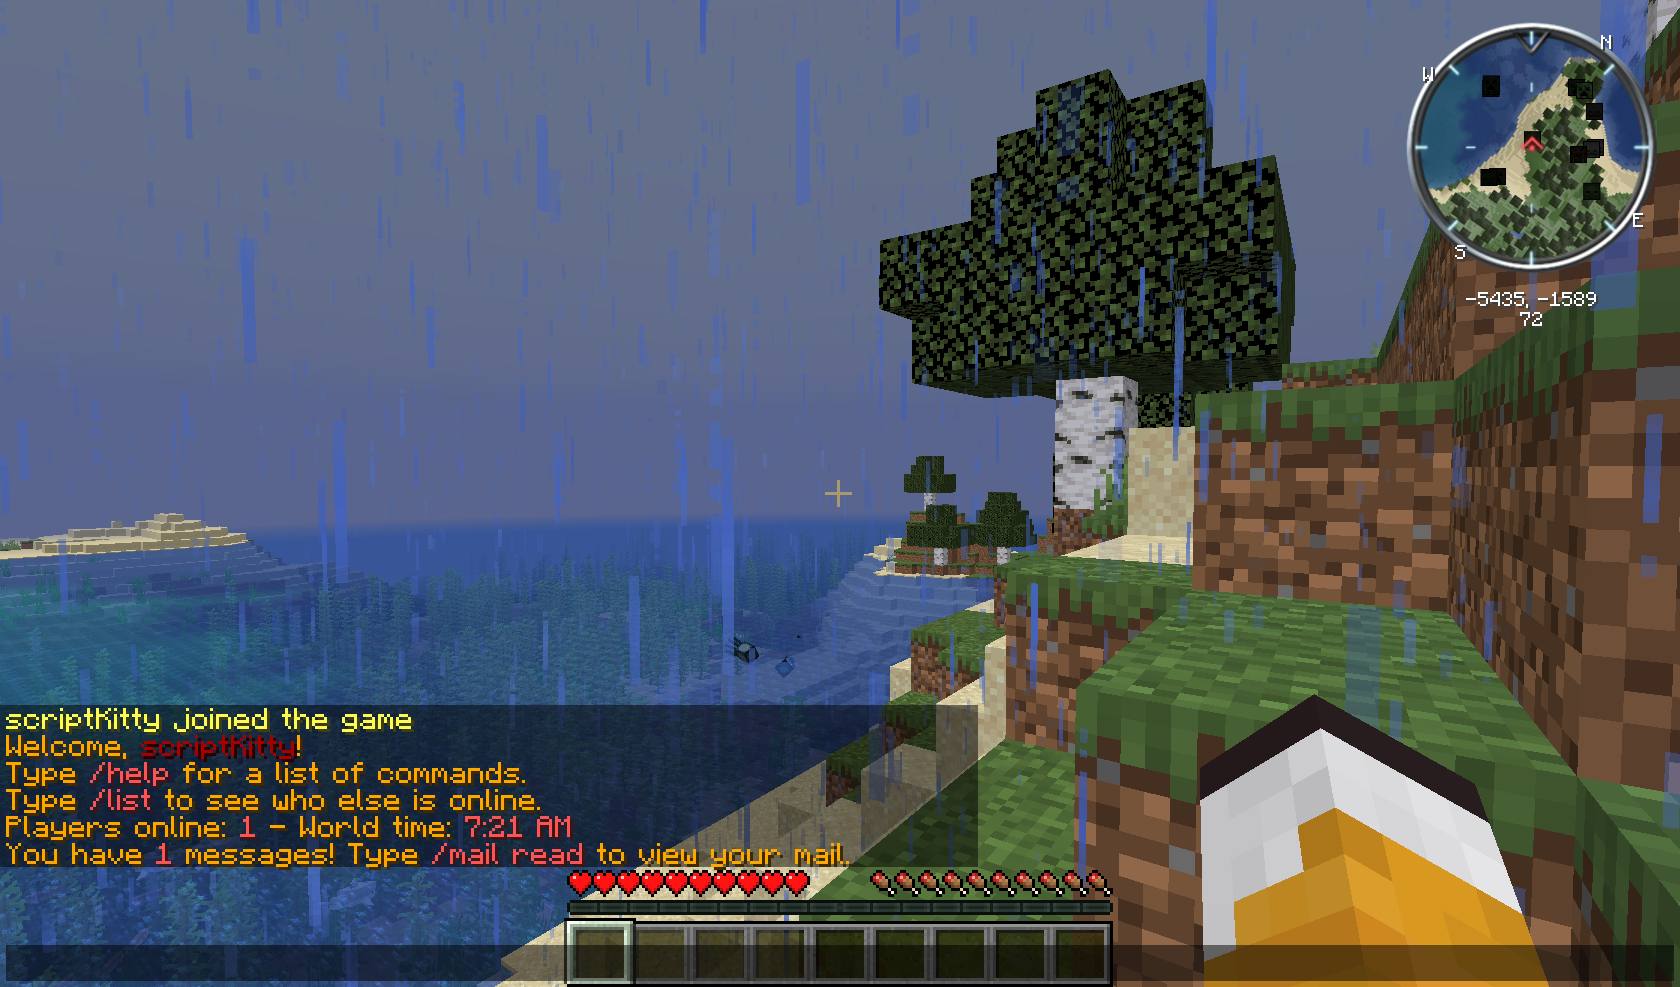 N
W
E
S
-5435, -1589
72
scriptKitty joined the game
Welcome, scriptKitty!
Type /help for a list of commands.
Type /list to see who else is online.
Players online: 1 - World time: 7:21 AM
You have 1 messages! Type /mail read to view your mail.